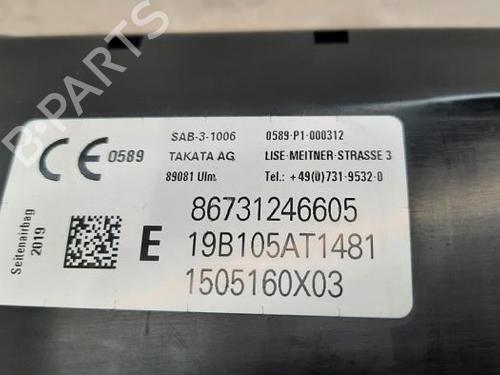 B-PARTS
CE 0589
SAB-3-1006
TAKATA AG
89081 Ulm
0589-P1-000312
LISE-MEITNER-STRASSE 3
Tel.: +49(0)731-9532-0
Seitenairbag
2019
E
86731246605
19B105AT1481
1505160X03